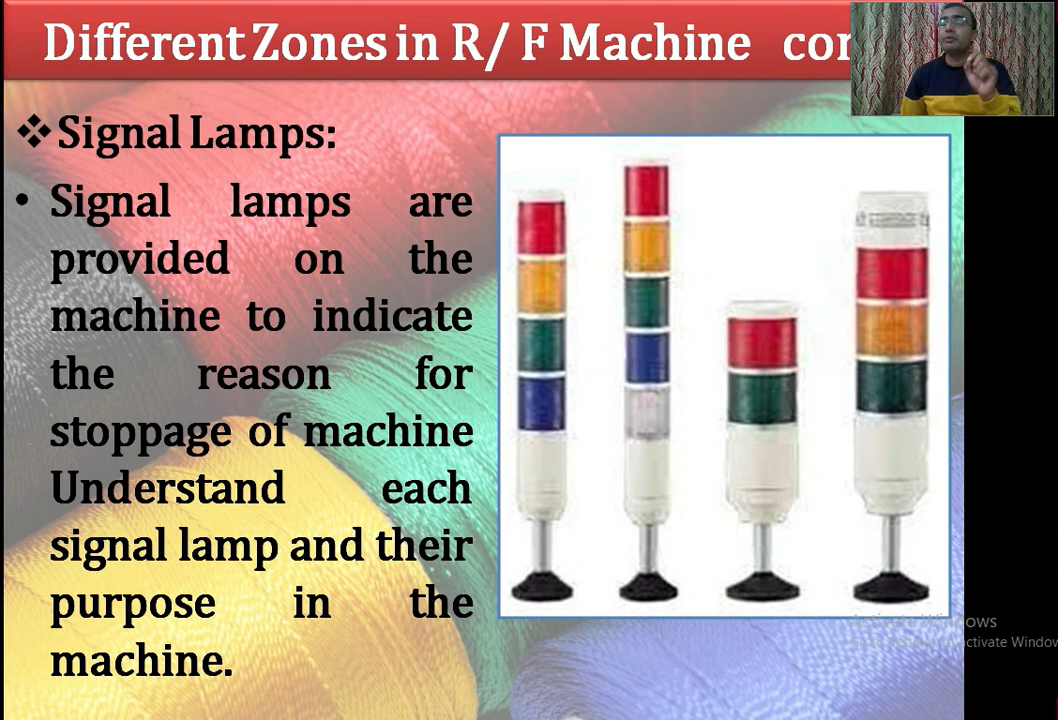 Different Zones in R/ F Machine
❖Signal Lamps:
• Signal lamps are
provided on the
machine to indicate
the reason for
stoppage of machine
Understand each
signal lamp and their
purpose in the
machine.